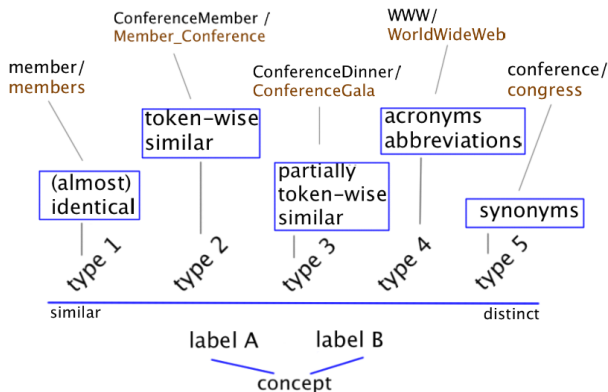 ConferenceMember /
Member_Conference
WWW/
WorldWideWeb
member/
members
ConferenceDinner/
ConferenceGala
conference/
congress
token-wise
similar
acronyms
abbreviations
(almost)
identical
partially
token-wise
similar
synonyms
type 1
type 2
type 3
type 4
type 5
similar
distinct
label A
label B
concept